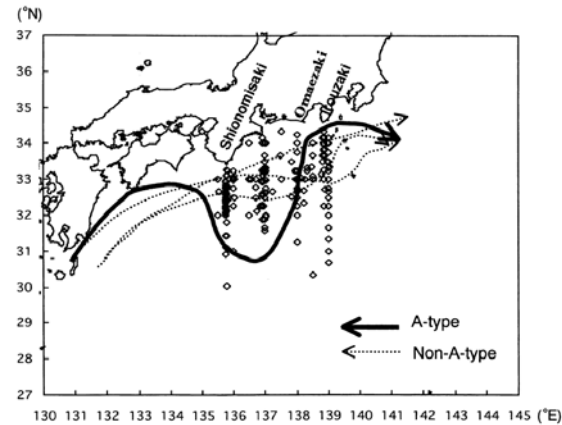 (°N)
37
36
35
34
33
32
31
30
29
28
27
Shionomisaki
Omaezaki
Irouzaki
A-type
Non-A-type
130 131 132 133 134 135 136 137 138 139 140 141 142 143 144 145 (°E)